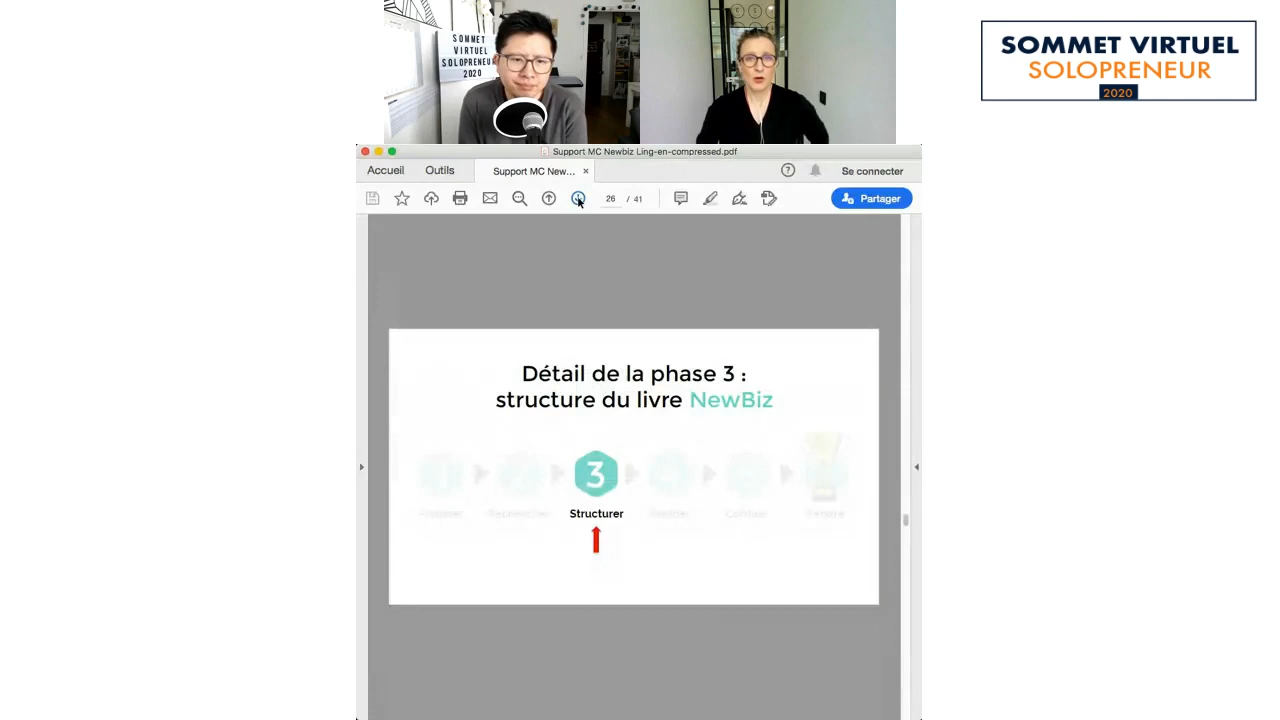 SOMMET
VIRTUEL
SOLOPRENEUR
2020
SOMMET VIRTUEL
SOLOPRENEUR
2020
Support MC Newbiz Ling-en-compressed.pdf
Accueil
Outils
Support MC New...
×
?
Se connecter
26 / 41
Partager
Détail de la phase 3 :
structure du livre NewBiz
3
Structurer